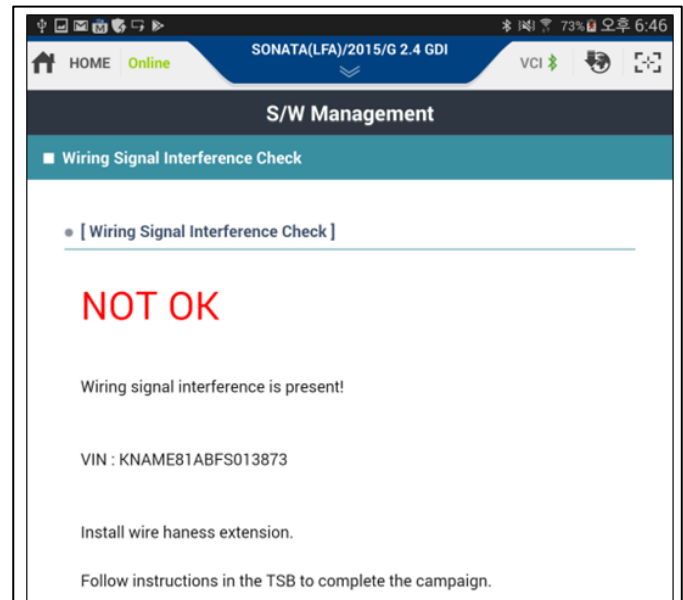 73% 오후 6:46
HOME Online SONATA(LFA)/2015/G 2.4 GDI VCI
S/W Management
Wiring Signal Interference Check
[ Wiring Signal Interference Check ]
NOT OK
Wiring signal interference is present!
VIN : KNAME81ABFS013873
Install wire haness extension.
Follow instructions in the TSB to complete the campaign.